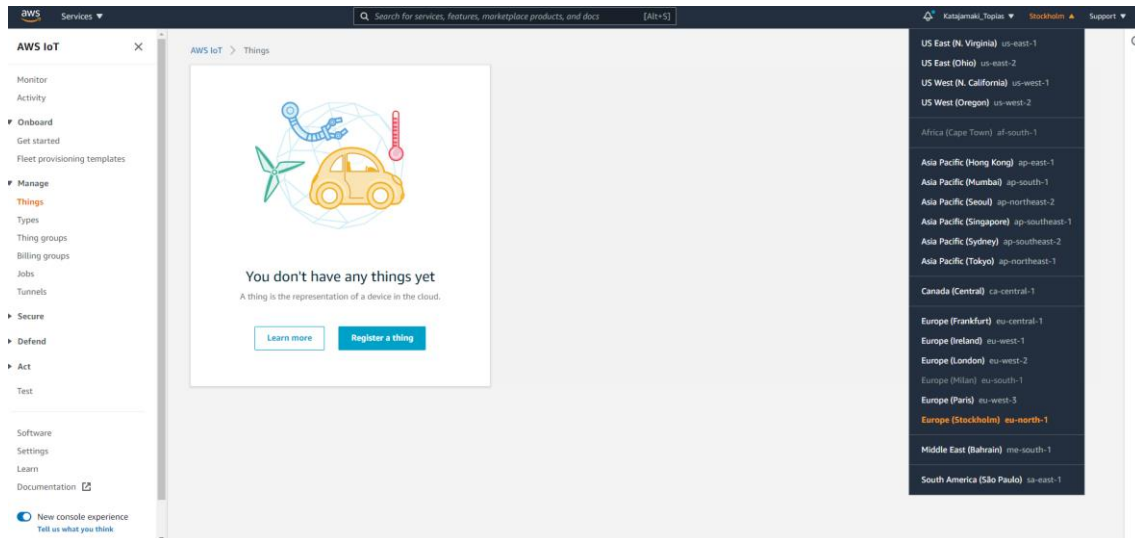 aws Services Search for services, features, marketplace products, and docs [Alt+S] Katajamaki_Topias Stockholm Support
AWS IoT
Monitor
Activity
Onboard
Get started
Fleet provisioning templates
Manage
Things
Types
Thing groups
Billing groups
Jobs
Tunnels
Secure
Defend
Act
Test
Software
Settings
Learn
Documentation
New console experience
Tell us what you think
AWS IoT > Things
You don't have any things yet
A thing is the representation of a device in the cloud.
Learn more Register a thing
US East (N. Virginia) us-east-1
US East (Ohio) us-east-2
US West (N. California) us-west-1
US West (Oregon) us-west-2
Africa (Cape Town) af-south-1
Asia Pacific (Hong Kong) ap-east-1
Asia Pacific (Mumbai) ap-south-1
Asia Pacific (Seoul) ap-northeast-2
Asia Pacific (Singapore) ap-southeast-1
Asia Pacific (Sydney) ap-southeast-2
Asia Pacific (Tokyo) ap-northeast-1
Canada (Central) ca-central-1
Europe (Frankfurt) eu-central-1
Europe (Ireland) eu-west-1
Europe (London) eu-west-2
Europe (Milan) eu-south-1
Europe (Paris) eu-west-3
Europe (Stockholm) eu-north-1
Middle East (Bahrain) me-south-1
South America (São Paulo) sa-east-1